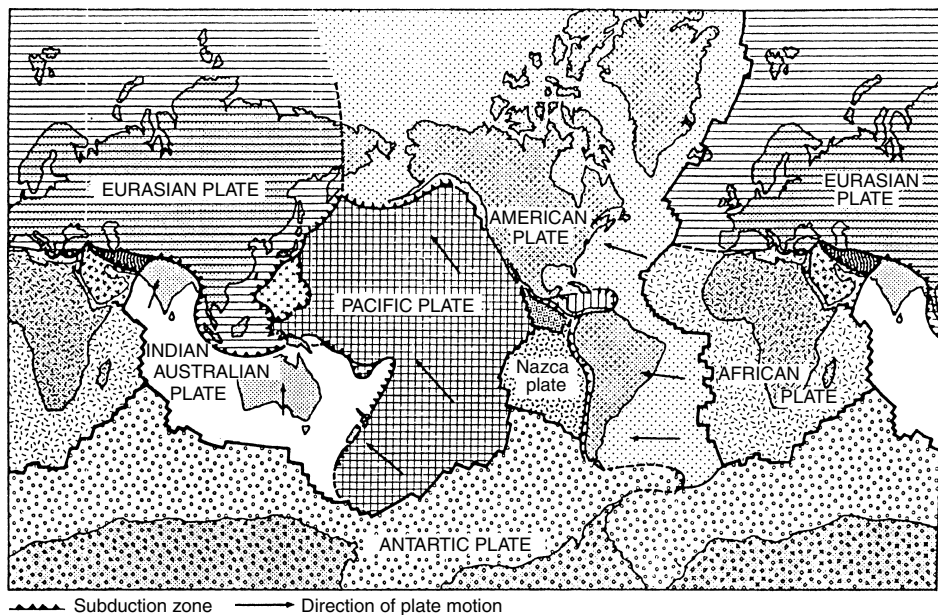 EURASIAN PLATE
EURASIAN
PLATE
AMERICAN
PLATE
PACIFIC PLATE
INDIAN
AUSTRALIAN
PLATE
Nazca
plate
AFRICAN
PLATE
ANTARTIC PLATE
Subduction zone
Direction of plate motion